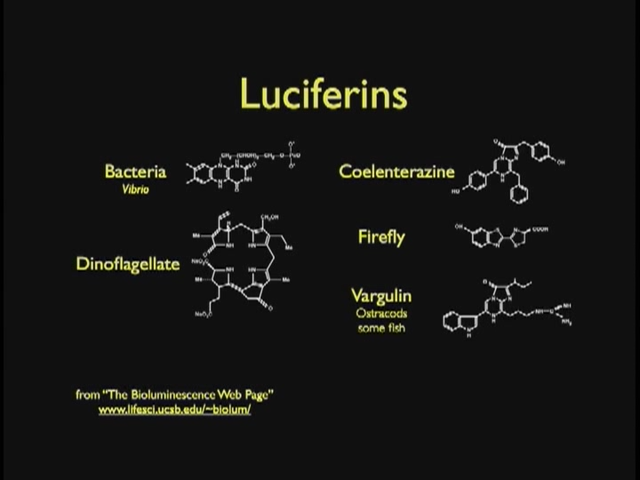 Luciferins
Bacteria
Vibrio
Dinoflagellate
Coelenterazine
Firefly
Vargulin
Ostracods
some fish
from “The Bioluminescence Web Page”
www.lifesci.ucsb.edu/~biolum/